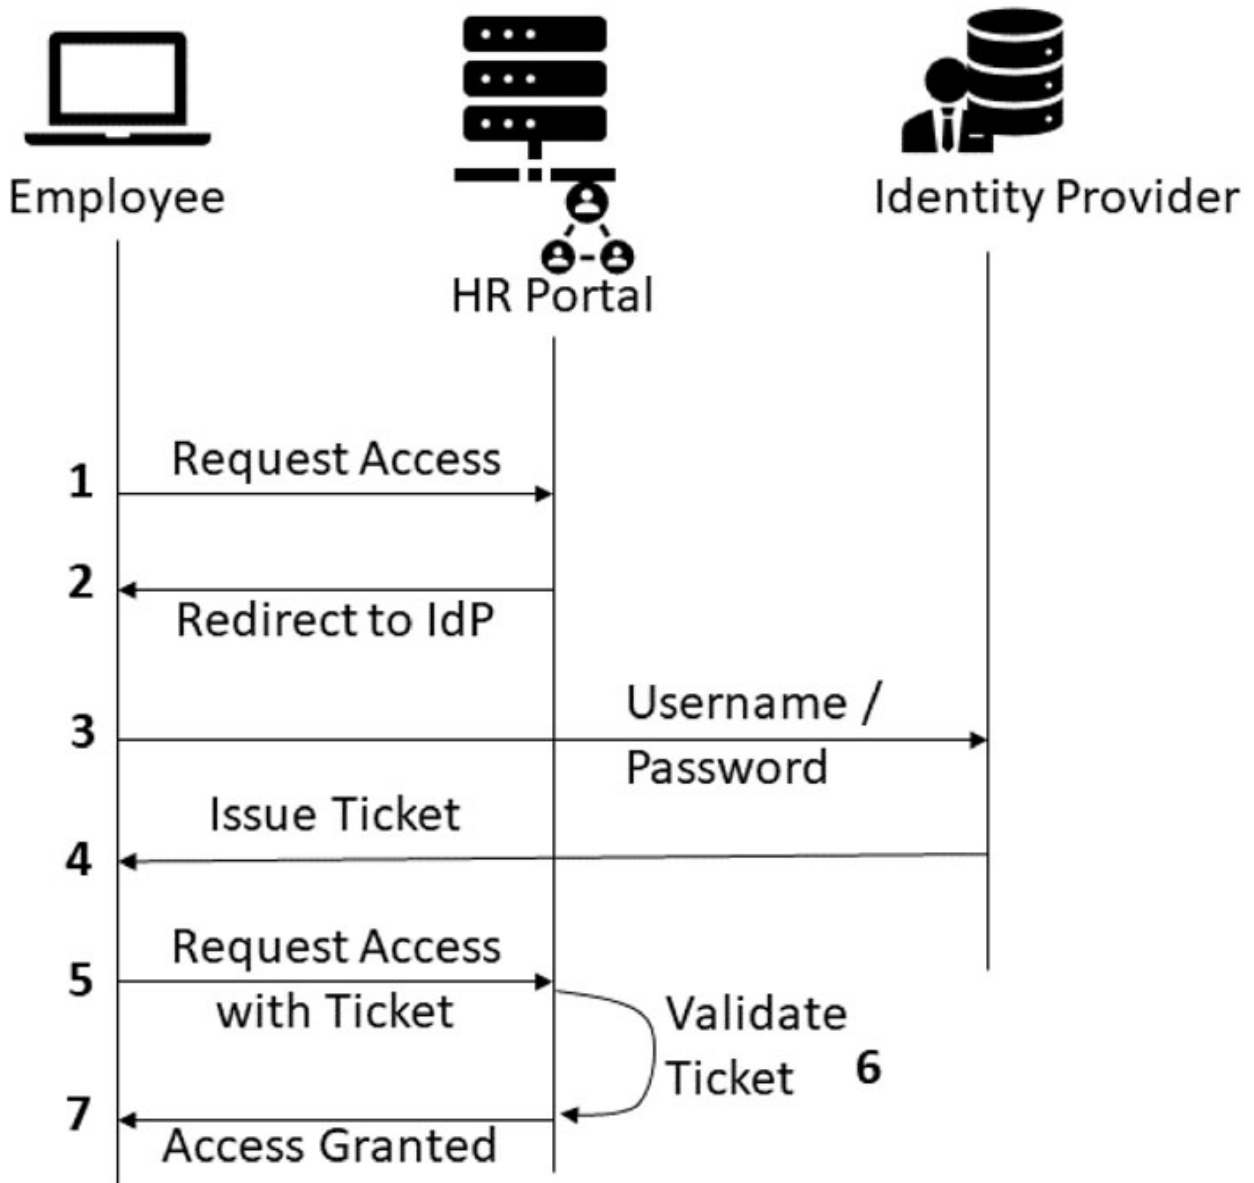 Employee
HR Portal
Identity Provider
1
Request Access
2
Redirect to IdP
3
Username /
Password
Issue Ticket
4
Request Access
5
with Ticket
Validate
Ticket 6
7
Access Granted